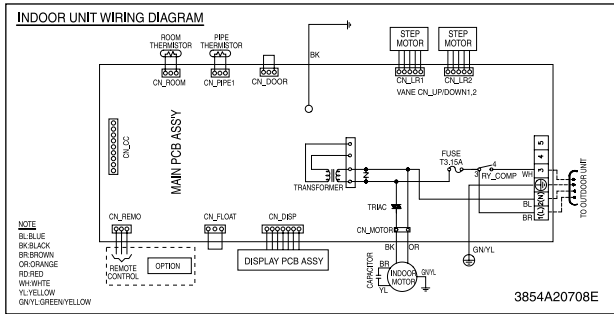 INDOOR UNIT WIRING DIAGRAM
ROOM
THERMISTOR
PIPE
THERMISTOR
STEP
MOTOR
STEP
MOTOR
BK
CN_ROOM
CN_PIPE1
CN_DOOR
CN_LR1
CN_LR2
VANE CN_UP/DOWN1,2
CN_CC
MAIN PCB ASS'Y
TRANSFORMER
FUSE
T3.15A
4
3
RY_COMP
WH
BL
BR
5
4
3
1(L) 2(N)
TO OUTDOOR UNIT
TRIAC
CN_MOTOR
BK
OR
GN/YL
CN_REMO
CN_FLOAT
CN_DISP
REMOTE
CONTROL
OPTION
DISPLAY PCB ASSY
CAPACITOR
BR
YL
INDOOR
MOTOR
GN/YL
NOTE
BL:BLUE
BK:BLACK
BR:BROWN
OR:ORANGE
RD:RED
WH:WHITE
YL:YELLOW
GN/YL:GREEN/YELLOW
3854A20708E